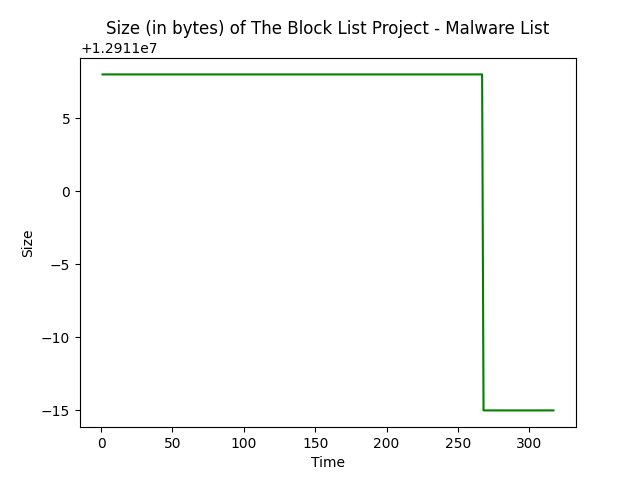 Size (in bytes) of The Block List Project - Malware List
+1.2911e7
5
0
−5
−10
−15
Size
0 50 100 150 200 250 300
Time